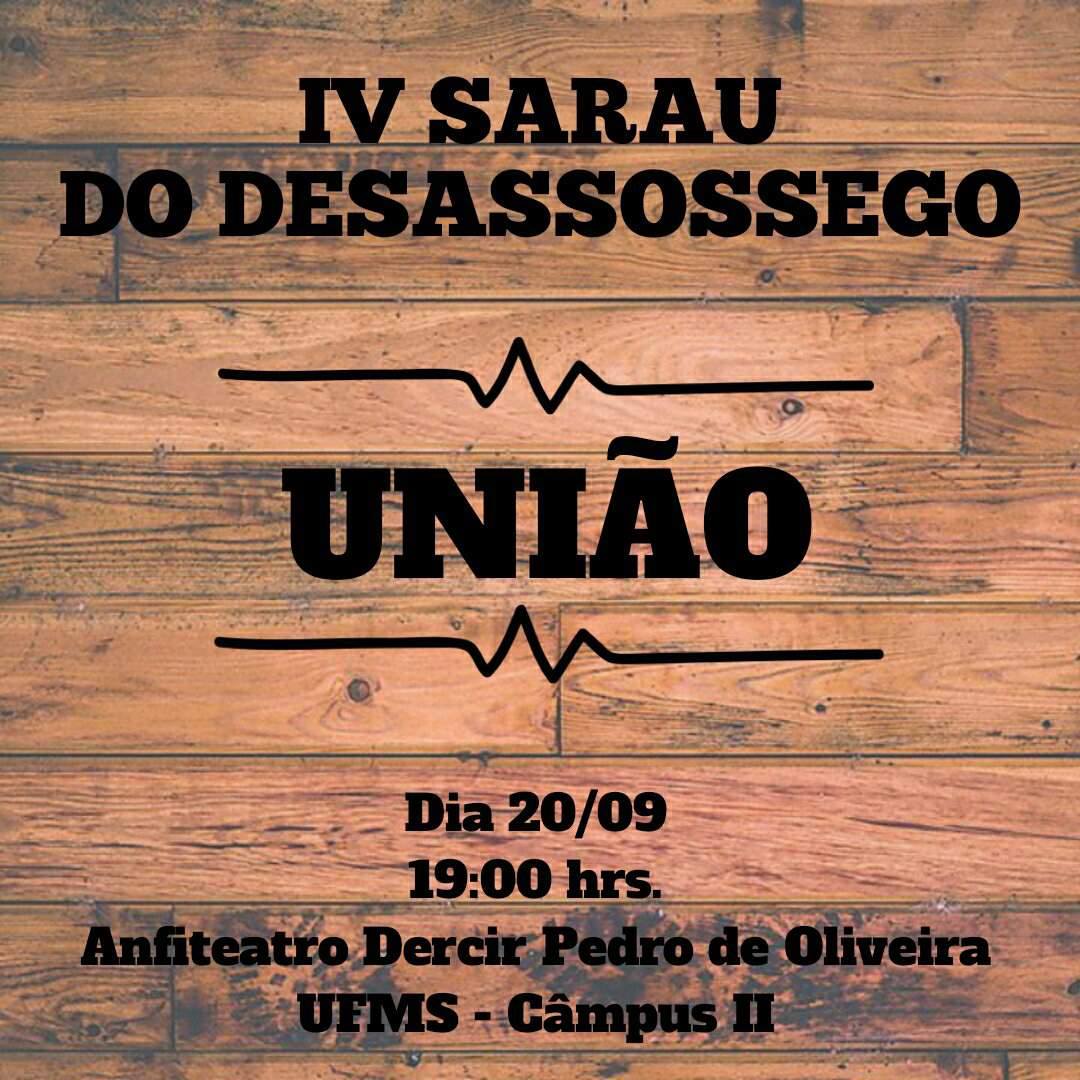 IV SARAU
DO DESASSOSSEGO
UNIÃO
Dia 20/09
19:00 hrs.
Anfiteatro Dercir Pedro de Oliveira
UFMS - Câmpus II